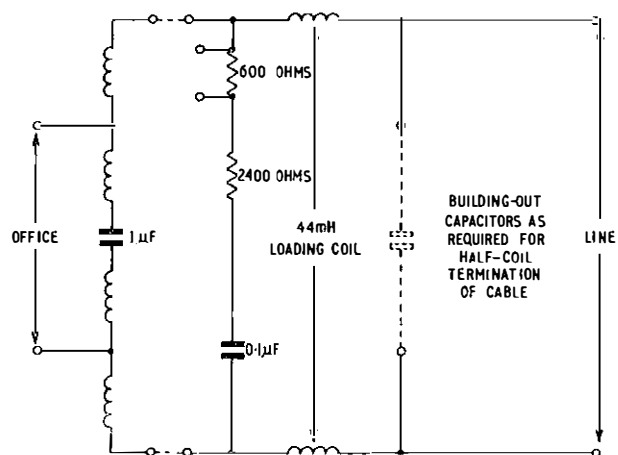 600 OHMS
2400 OHMS
OFFICE
1µF
44mH
LOADING COIL
BUILDING-OUT
CAPACITORS AS
REQUIRED FOR
HALF-COIL
TERMINATION
OF CABLE
LINE
0·1µF